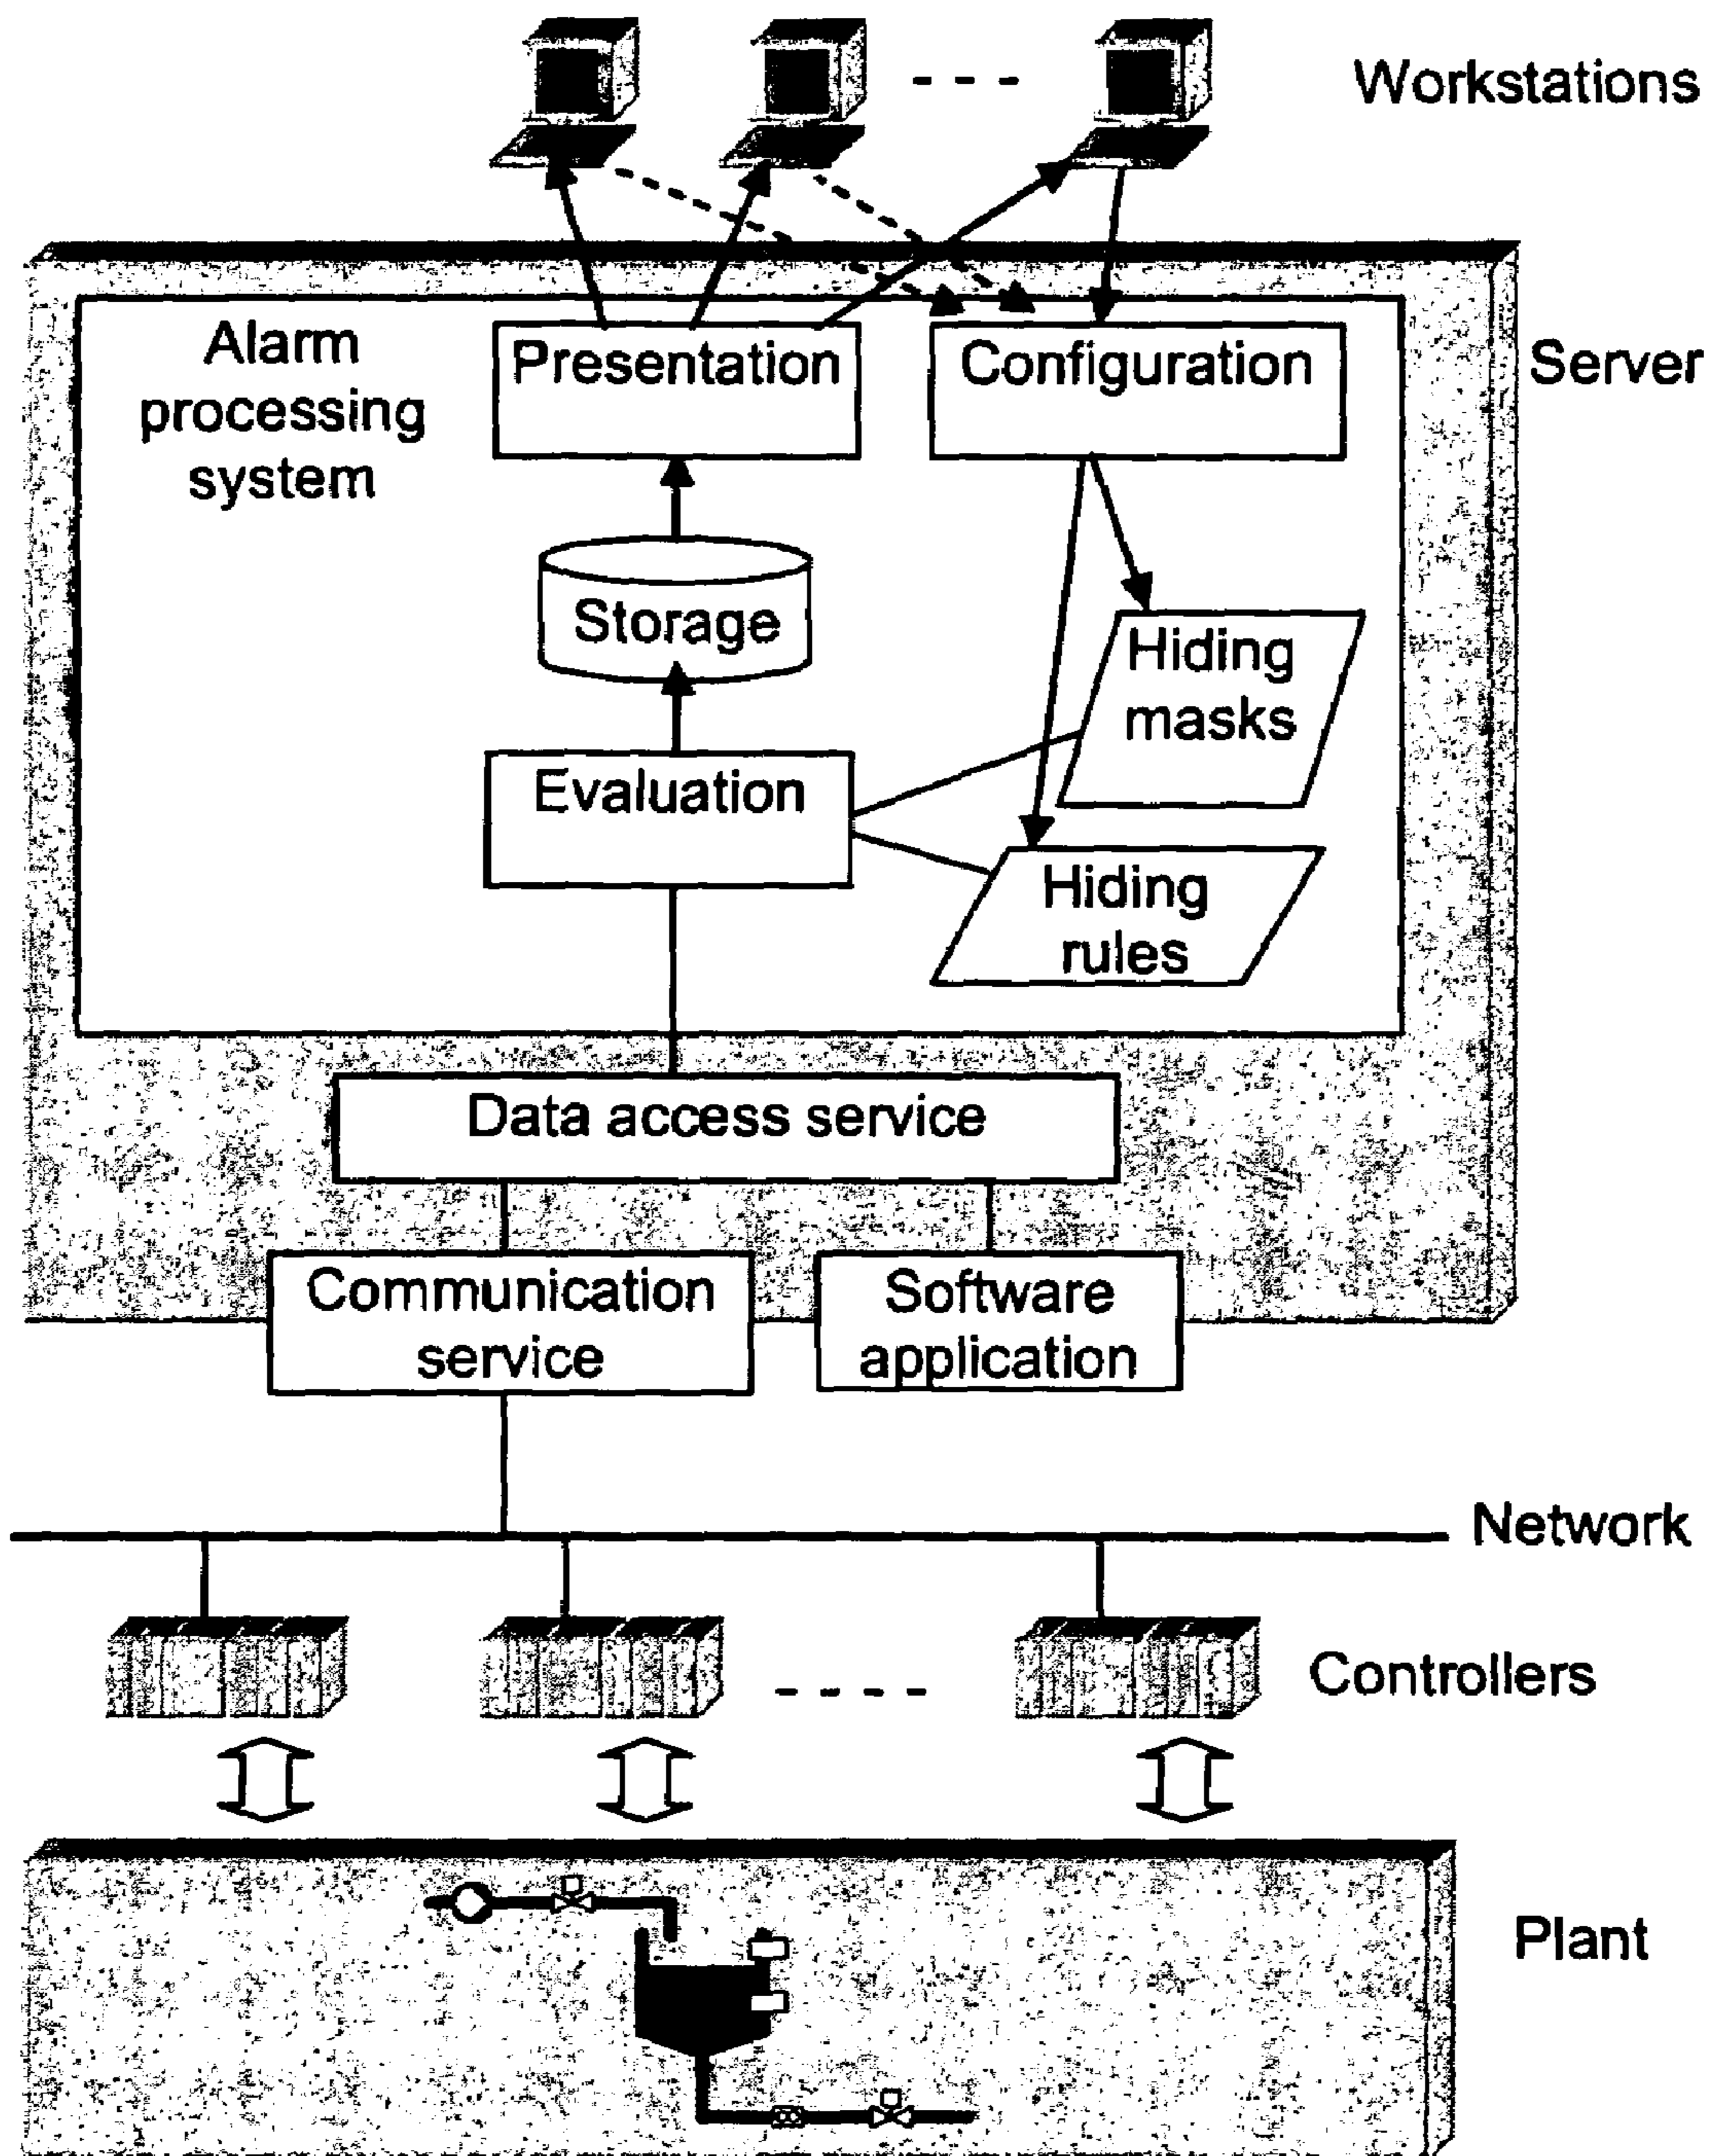 Workstations
Alarm
processing
system
Presentation
Configuration
Server
Storage
Hiding
masks
Evaluation
Hiding
rules
Data access service
Communication
service
Software
application
Network
Controllers
Plant